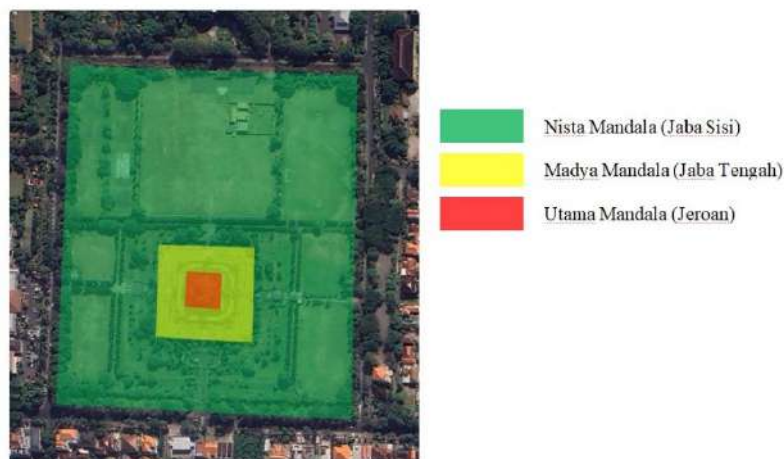 Nista Mandala (Jaba Sisi)
Madya Mandala (Jaba Tengah)
Utama Mandala (Jeroan)